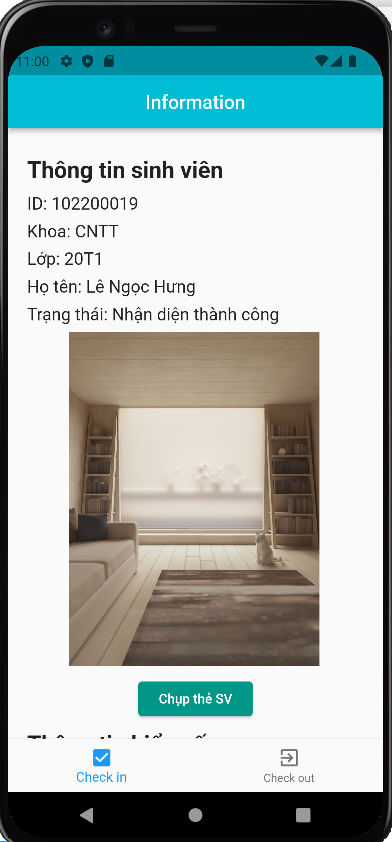 11:00
Information
Thông tin sinh viên
ID: 102200019
Khoa: CNTT
Lớp: 20T1
Họ tên: Lê Ngọc Hưng
Trạng thái: Nhận diện thành công
Chụp thẻ SV
Check in
Check out